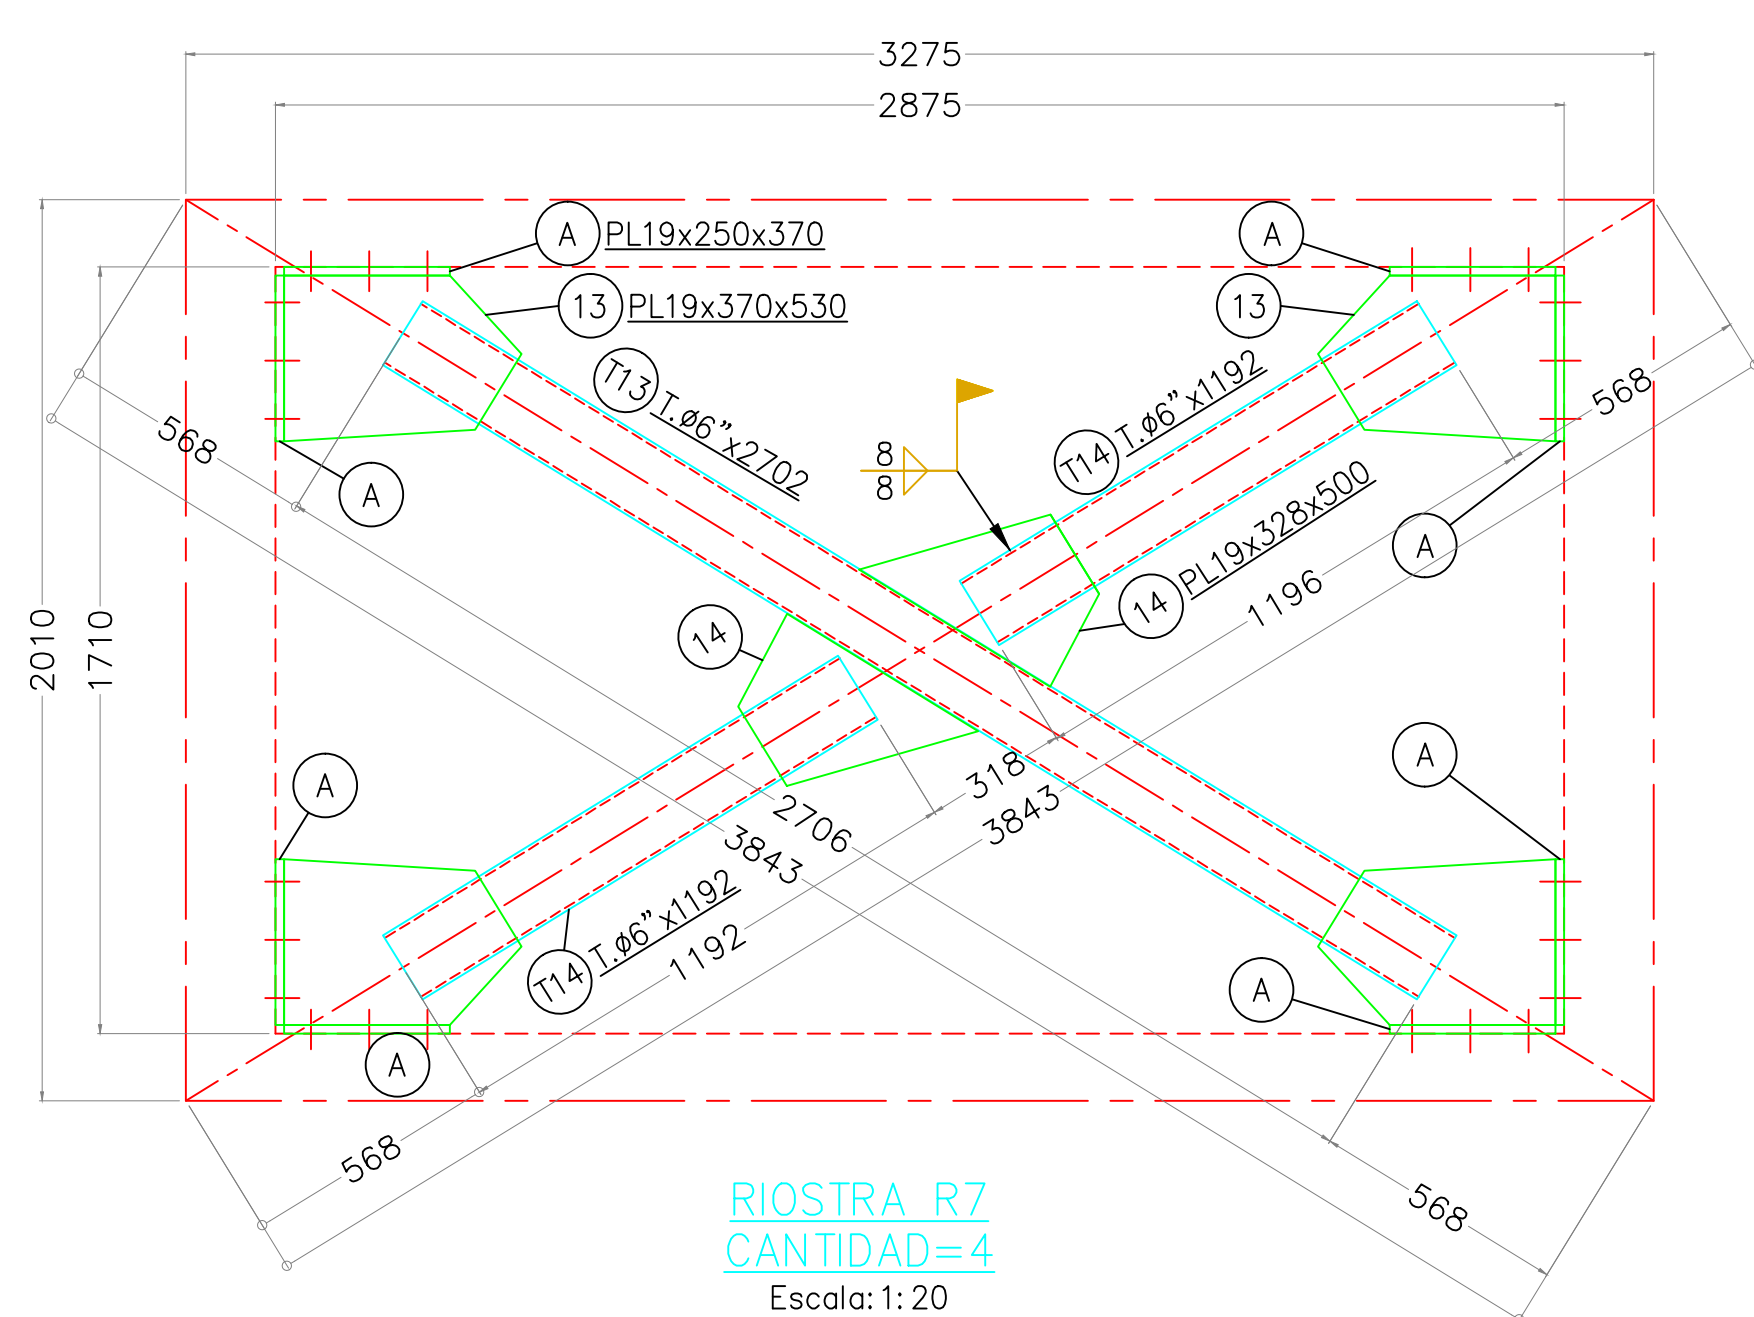 3275
2875
A PL19x250x370
A
13 PL19x370x530
13
T13 T.ø6"x2702
T14 T.ø6"x1192
568
568
8
8
A
14 PL19x328x500
A
1196
14
2010
1710
318
3843
2706
3843
A
A
T14 T.ø6"x1192
1192
A
A
568
568
RIOSTRA R7
CANTIDAD=4
Escala: 1: 20